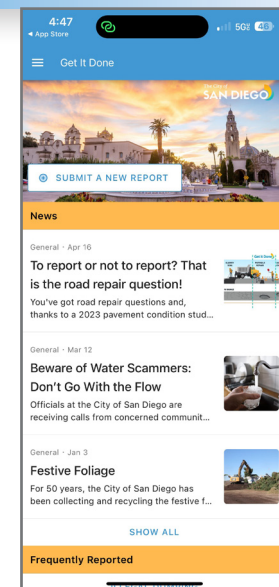 4:47
5G 46
◄ App Store
Get It Done
SAN DIEGO
SUBMIT A NEW REPORT
News
General · Apr 16
To report or not to report? That
is the road repair question!
You've got road repair questions and,
thanks to a 2023 pavement condition stud...
General · Mar 12
Beware of Water Scammers:
Don't Go With the Flow
Officials at the City of San Diego are
receiving calls from concerned communit...
General · Jan 3
Festive Foliage
For 50 years, the City of San Diego has
been collecting and recycling the festive f...
SHOW ALL
Frequently Reported